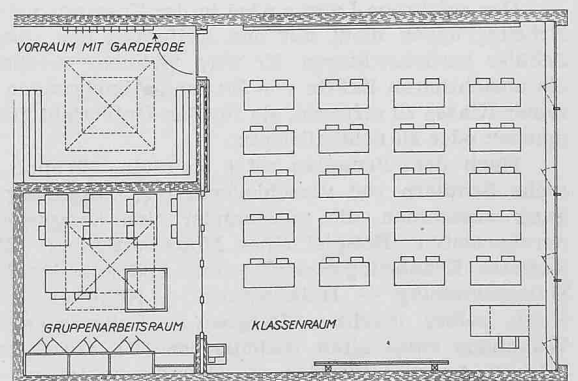 VORRAUM MIT GARDEROBE
GRUPPENARBEITSRAUM
KLASSENRAUM